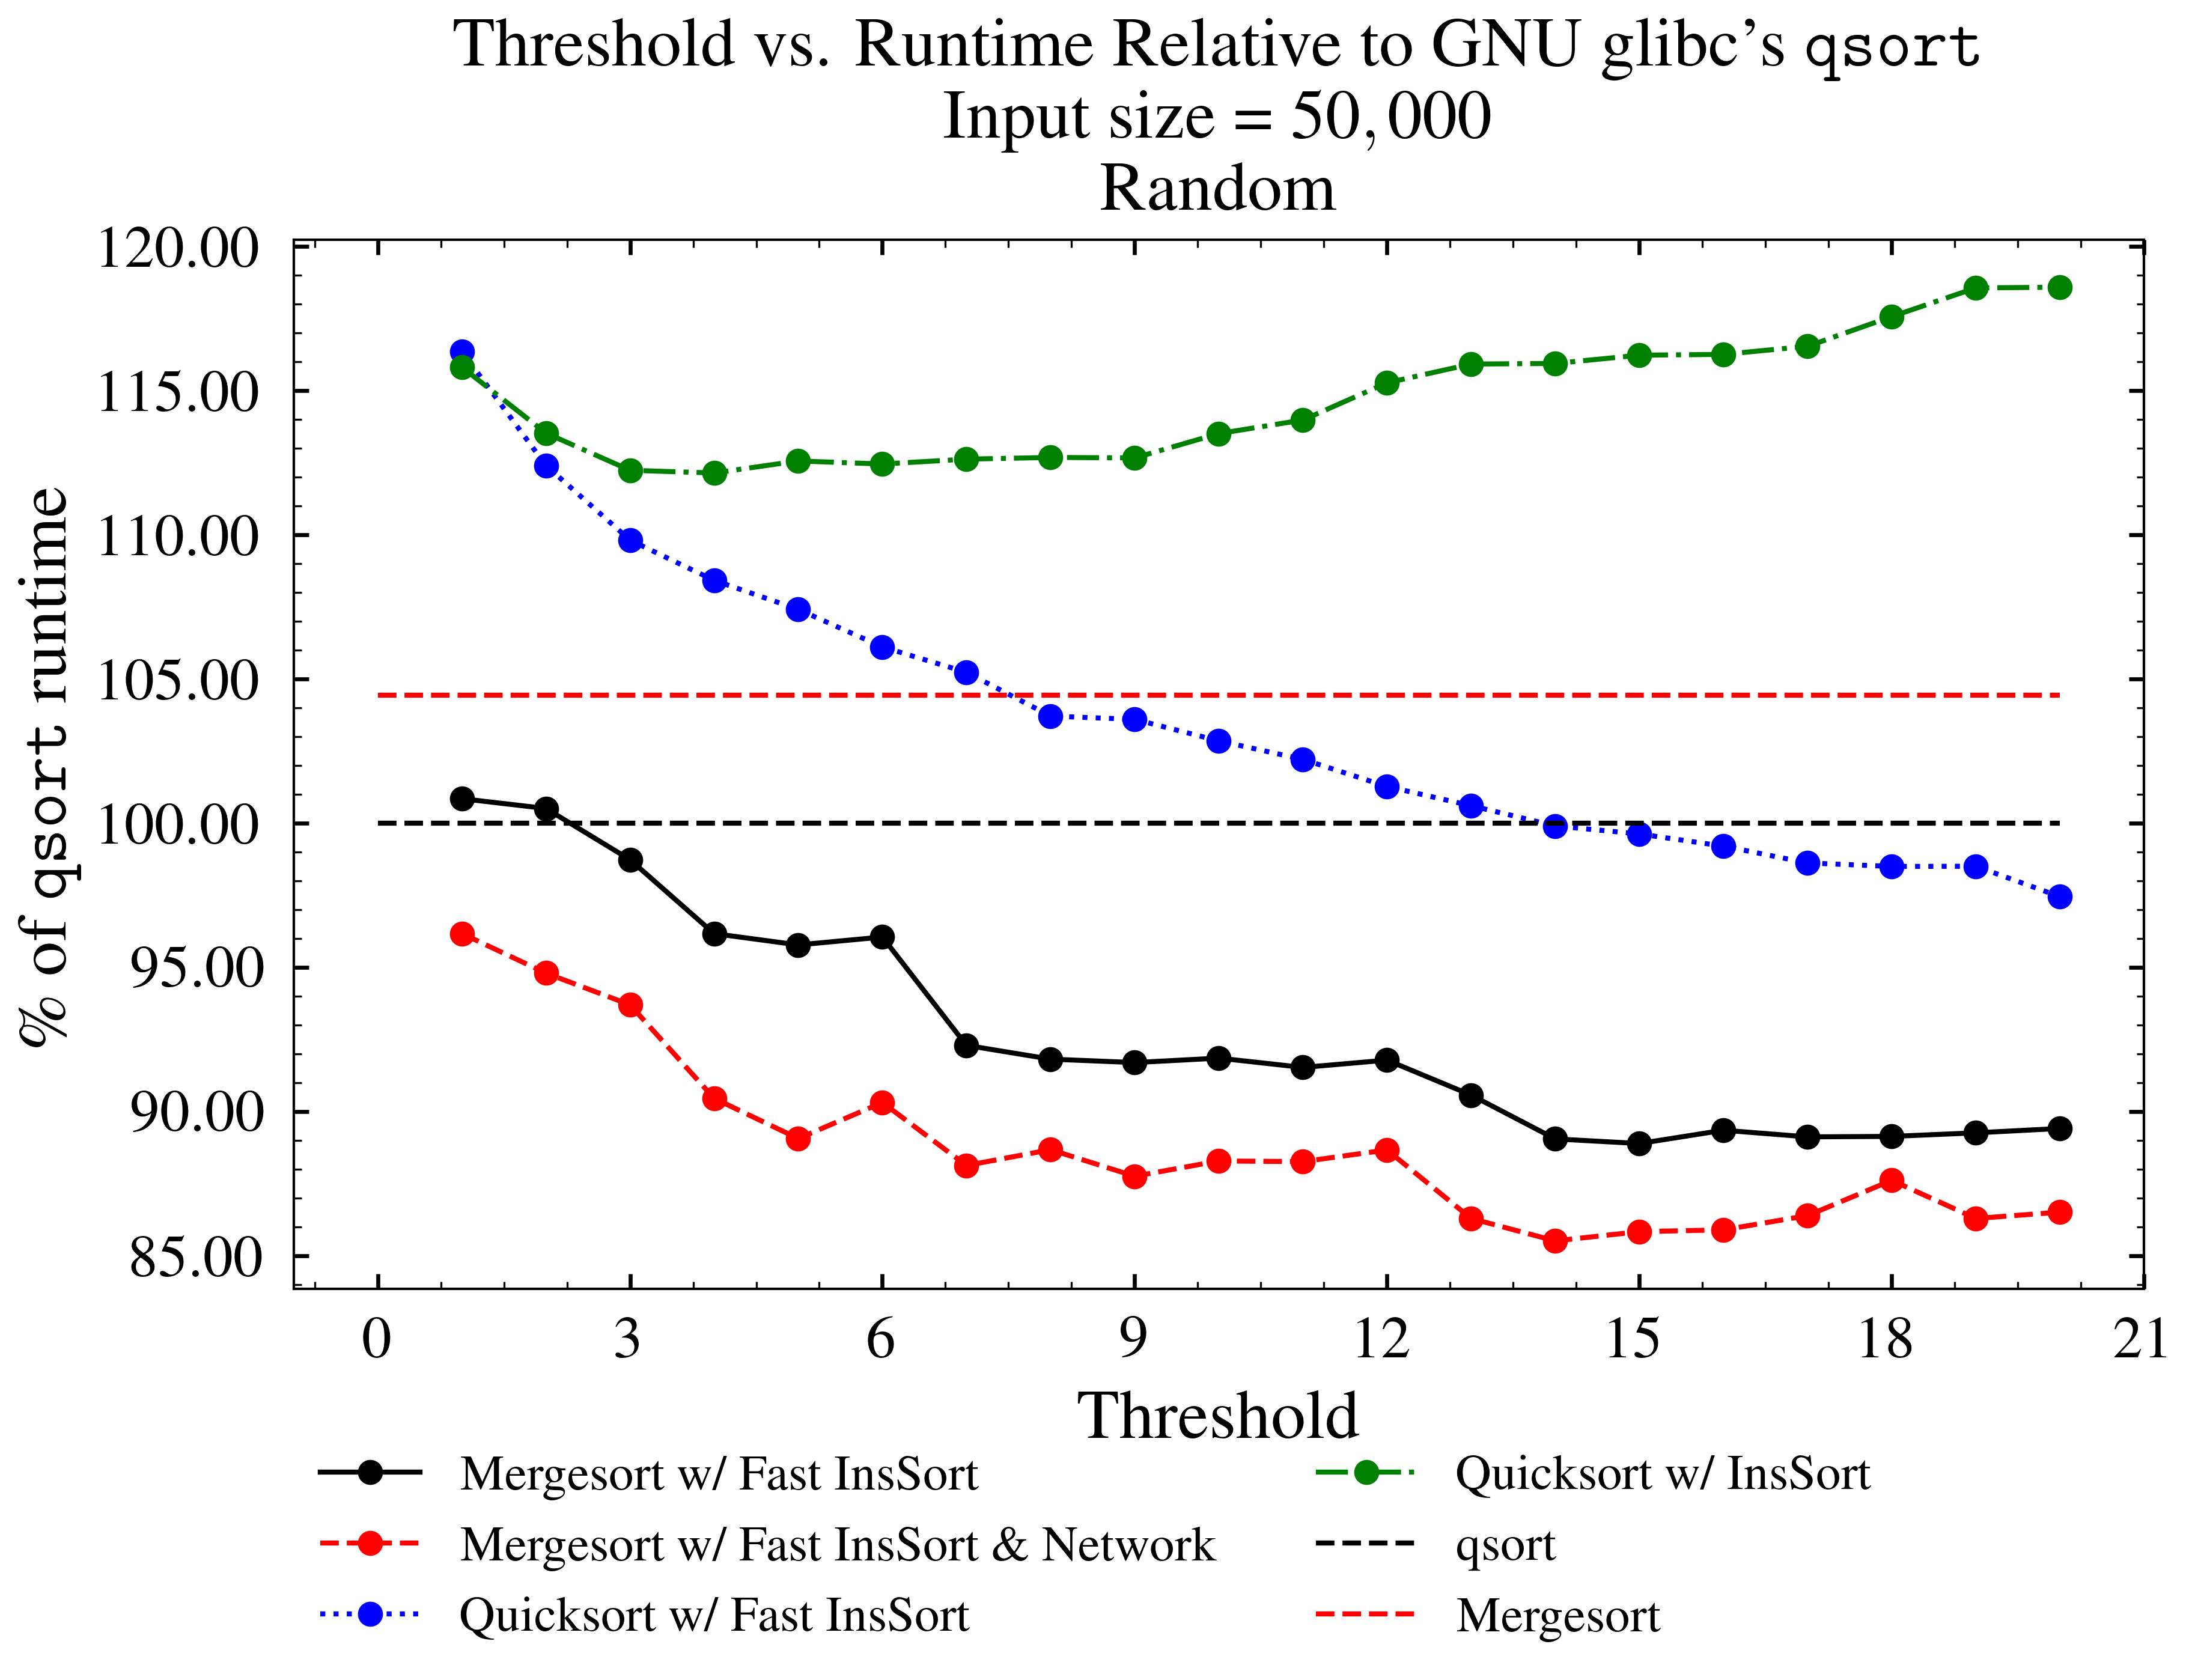 Threshold vs. Runtime Relative to GNU glibc’s qsort
Input size = 50,000
Random
120.00
115.00
110.00
105.00
100.00
95.00
90.00
85.00
% of qsort runtime
0 3 6 9 12 15 18 21
Threshold
Mergesort w/ Fast InsSort
Mergesort w/ Fast InsSort & Network
Quicksort w/ Fast InsSort
Quicksort w/ InsSort
qsort
Mergesort